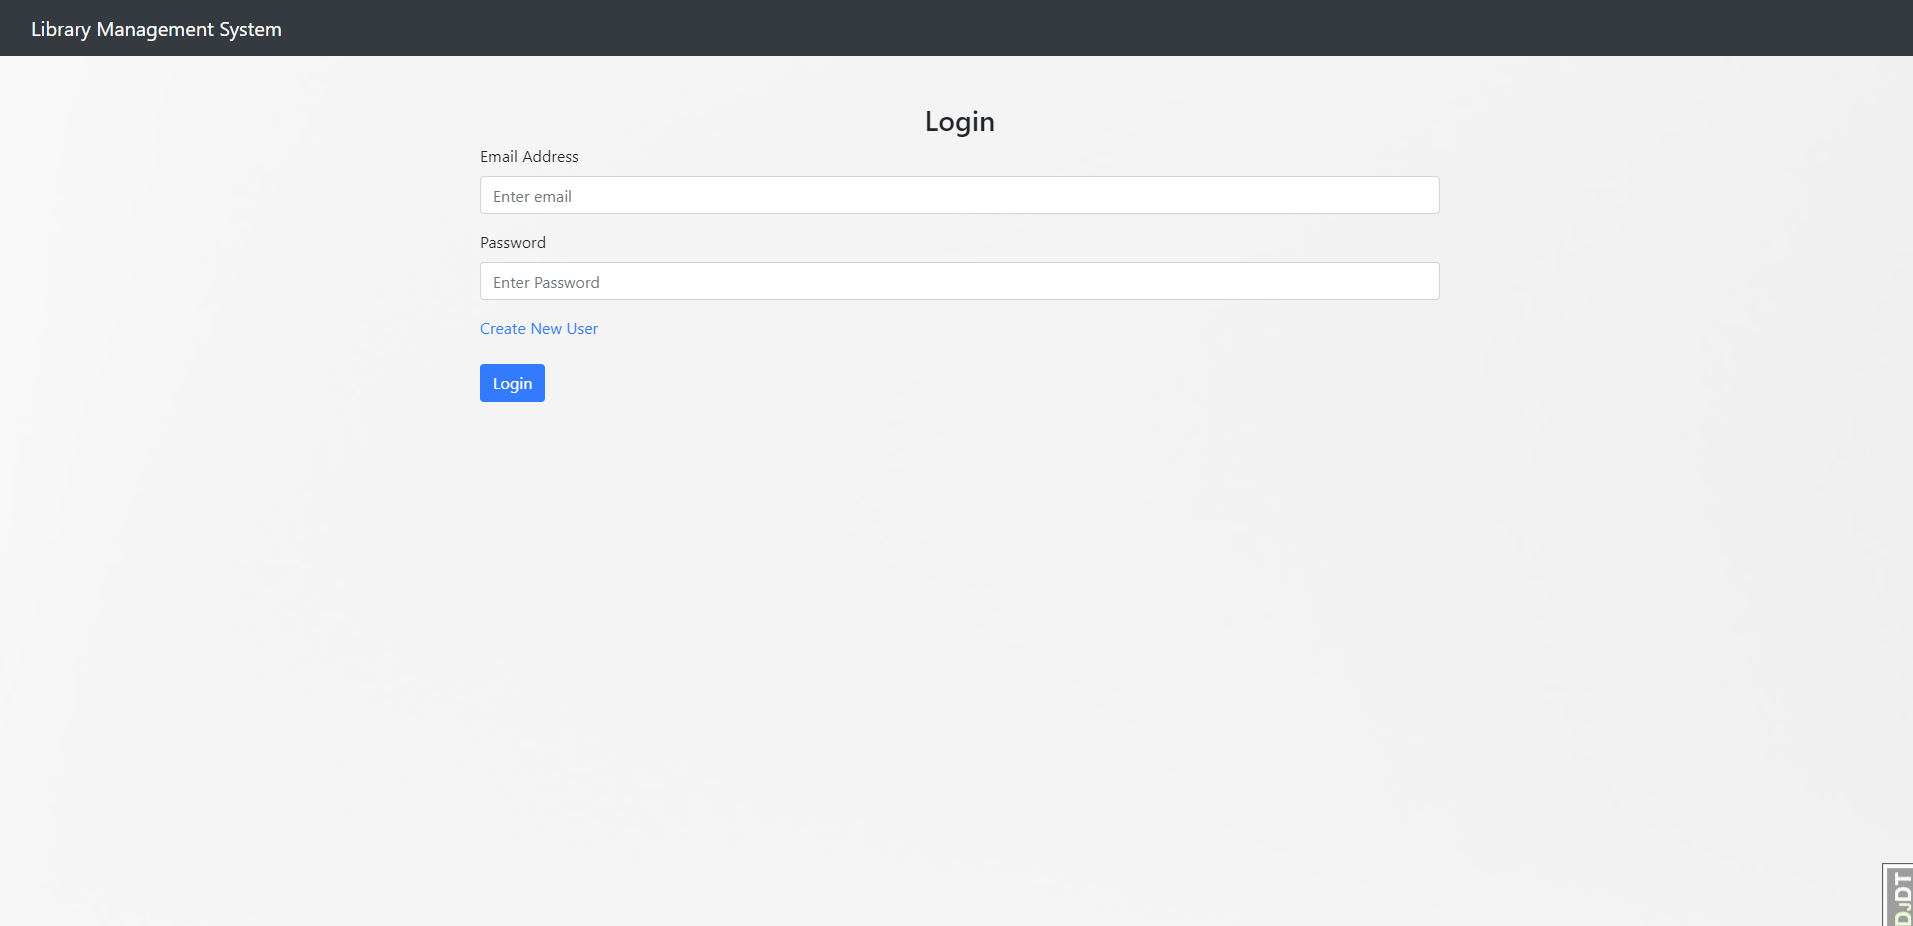 Library Management System
Login
Email Address
Enter email
Password
Enter Password
Create New User
Login
DJDT